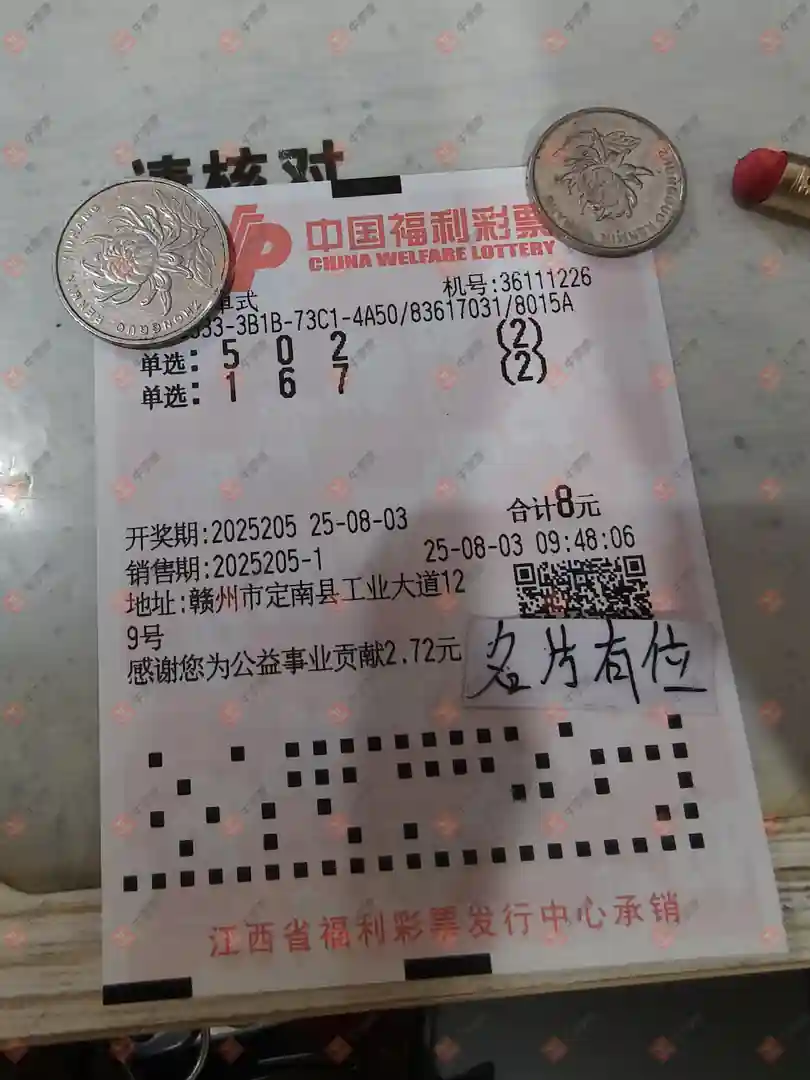 请核对
中国福利彩票
CHINA WELFARE LOTTERY
机号:36111226
单式
333-3B1B-73C1-4A50/83617031/8015A
单选: 5 0 2 (2)
单选: 1 6 7 (2)
合计8元
开奖期:2025205 25-08-03
销售期:2025205-1 25-08-03 09:48:06
地址:赣州市定南县工业大道12
9号
感谢您为公益事业贡献2.72元
名片有位
江西省福利彩票发行中心承销